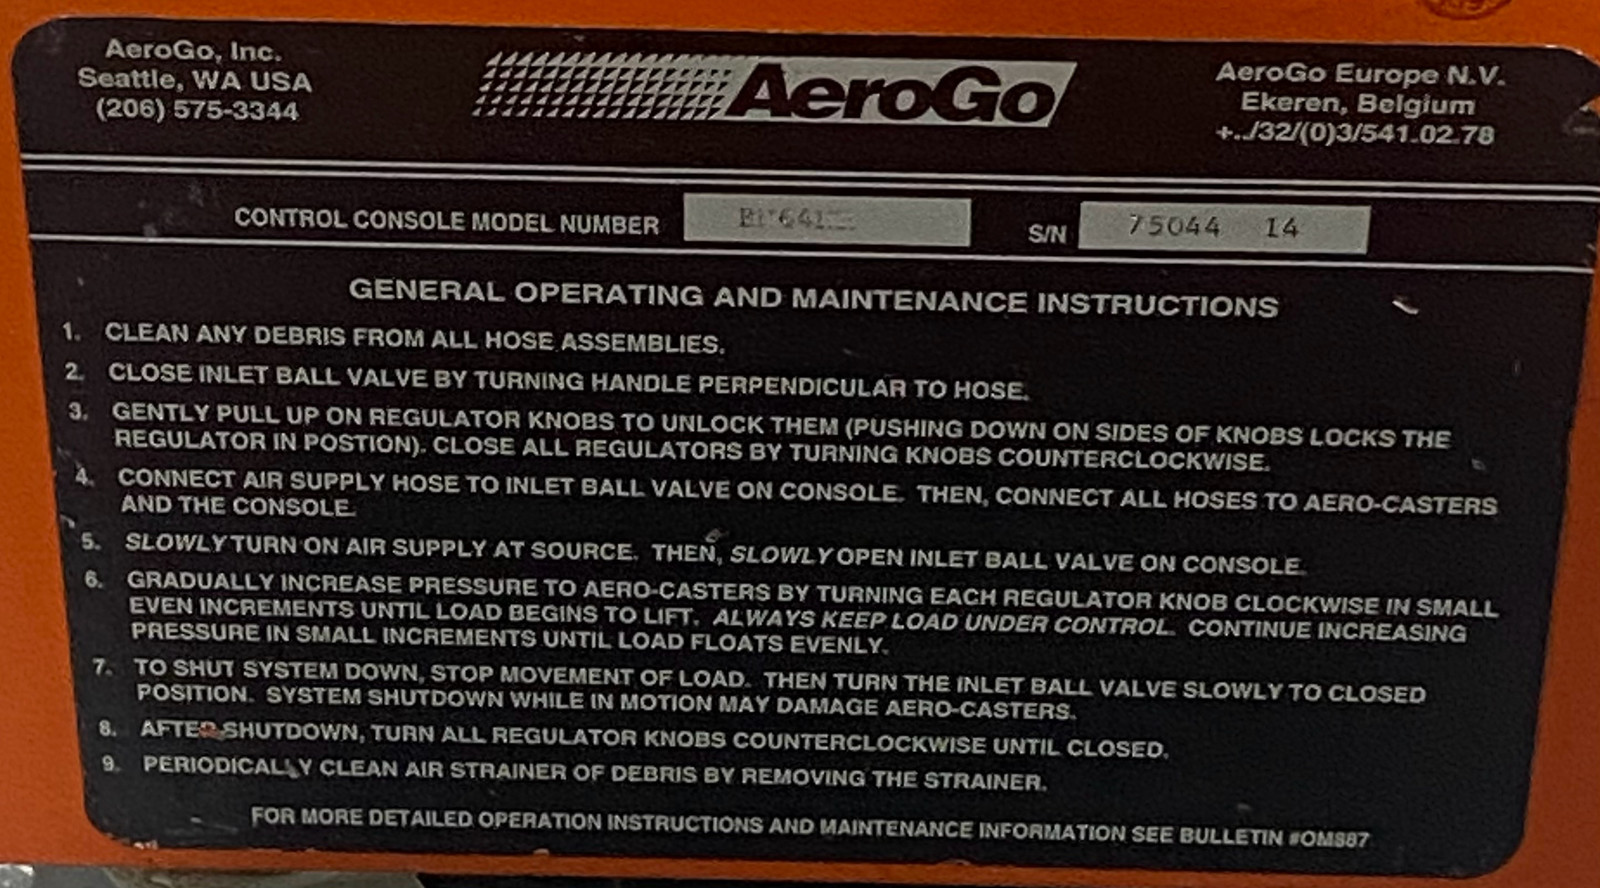 AeroGo, Inc.
Seattle, WA USA
(206) 575-3344
AeroGo
AeroGo Europe N.V.
Ekeren, Belgium
+../32/(0)3/541.02.78
CONTROL CONSOLE MODEL NUMBER
S/N 75044 14
GENERAL OPERATING AND MAINTENANCE INSTRUCTIONS
1. CLEAN ANY DEBRIS FROM ALL HOSE ASSEMBLIES.
2. CLOSE INLET BALL VALVE BY TURNING HANDLE PERPENDICULAR TO HOSE.
3. GENTLY PULL UP ON REGULATOR KNOBS TO UNLOCK THEM (PUSHING DOWN ON SIDES OF KNOBS LOCKS THE
REGULATOR IN POSTION). CLOSE ALL REGULATORS BY TURNING KNOBS COUNTERCLOCKWISE.
4. CONNECT AIR SUPPLY HOSE TO INLET BALL VALVE ON CONSOLE. THEN, CONNECT ALL HOSES TO AERO-CASTERS
AND THE CONSOLE.
5. SLOWLY TURN ON AIR SUPPLY AT SOURCE. THEN, SLOWLY OPEN INLET BALL VALVE ON CONSOLE.
6. GRADUALLY INCREASE PRESSURE TO AERO-CASTERS BY TURNING EACH REGULATOR KNOB CLOCKWISE IN SMALL
EVEN INCREMENTS UNTIL LOAD BEGINS TO LIFT. ALWAYS KEEP LOAD UNDER CONTROL. CONTINUE INCREASING
PRESSURE IN SMALL INCREMENTS UNTIL LOAD FLOATS EVENLY.
7. TO SHUT SYSTEM DOWN, STOP MOVEMENT OF LOAD. THEN TURN THE INLET BALL VALVE SLOWLY TO CLOSED
POSITION. SYSTEM SHUTDOWN WHILE IN MOTION MAY DAMAGE AERO-CASTERS.
8. AFTER SHUTDOWN, TURN ALL REGULATOR KNOBS COUNTERCLOCKWISE UNTIL CLOSED.
9. PERIODICALLY CLEAN AIR STRAINER OF DEBRIS BY REMOVING THE STRAINER.
FOR MORE DETAILED OPERATION INSTRUCTIONS AND MAINTENANCE INFORMATION SEE BULLETIN #OM887